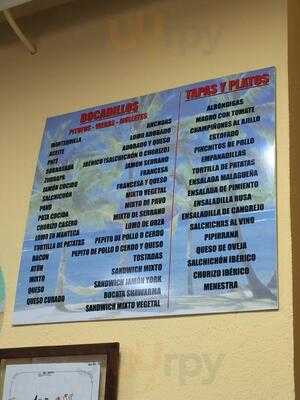 BOCADILLOS
PITUFOS - VIENAS - MOLLETES
MANTEQUILLA
ACEITE
PATÉ
SOBRASADA
ZURRAPA
JAMÓN COCIDO
SALCHICHÓN
PAVO
PATA COCIDA
CHORIZO CASERO
LOMO EN MANTECA
TORTILLA DE PATATAS
BACON
ATÚN
MIXTO
QUESO
QUESO CURADO
ANCHOAS
LOMO ADOBADO
ADOBADO Y QUESO
IBÉRICO (SALCHICHÓN O CHORIZO)
JAMÓN SERRANO
FRANCESA
FRANCESA Y QUESO
MIXTO VEGETAL
MIXTO DE PAVO
MIXTO DE SERRANO
LOMO DE ORZA
PEPITO DE POLLO O CERDO
PEPITO DE POLLO O CERDO Y QUESO
TOSTADAS
SANDWICH MIXTO
SANDWICH JAMÓN YORK
BOCATA SHAWARMA
SANDWICH MIXTO VEGETAL
TAPAS Y PLATOS
ALBÓNDIGAS
MAGRO CON TOMATE
CHAMPIÑONES AL AJILLO
ESTOFADO
PINCHITOS DE POLLO
EMPANADILLAS
TORTILLA DE PATATAS
ENSALADA MALAGUEÑA
ENSALADA DE PIMIENTO
ENSALADILLA RUSA
ENSALADILLA DE CANGREJO
SALCHICHAS AL VINO
PIPIRRANA
QUESO DE OVEJA
SALCHICHÓN IBÉRICO
CHORIZO IBÉRICO
MENESTRA